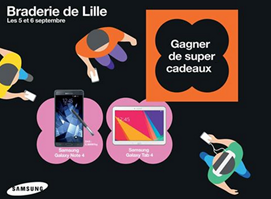 Braderie de Lille
Les 5 et 6 septembre
Gagner
de super
cadeaux
Samsung
Galaxy Note 4
Samsung
Galaxy Tab 4
SAMSUNG